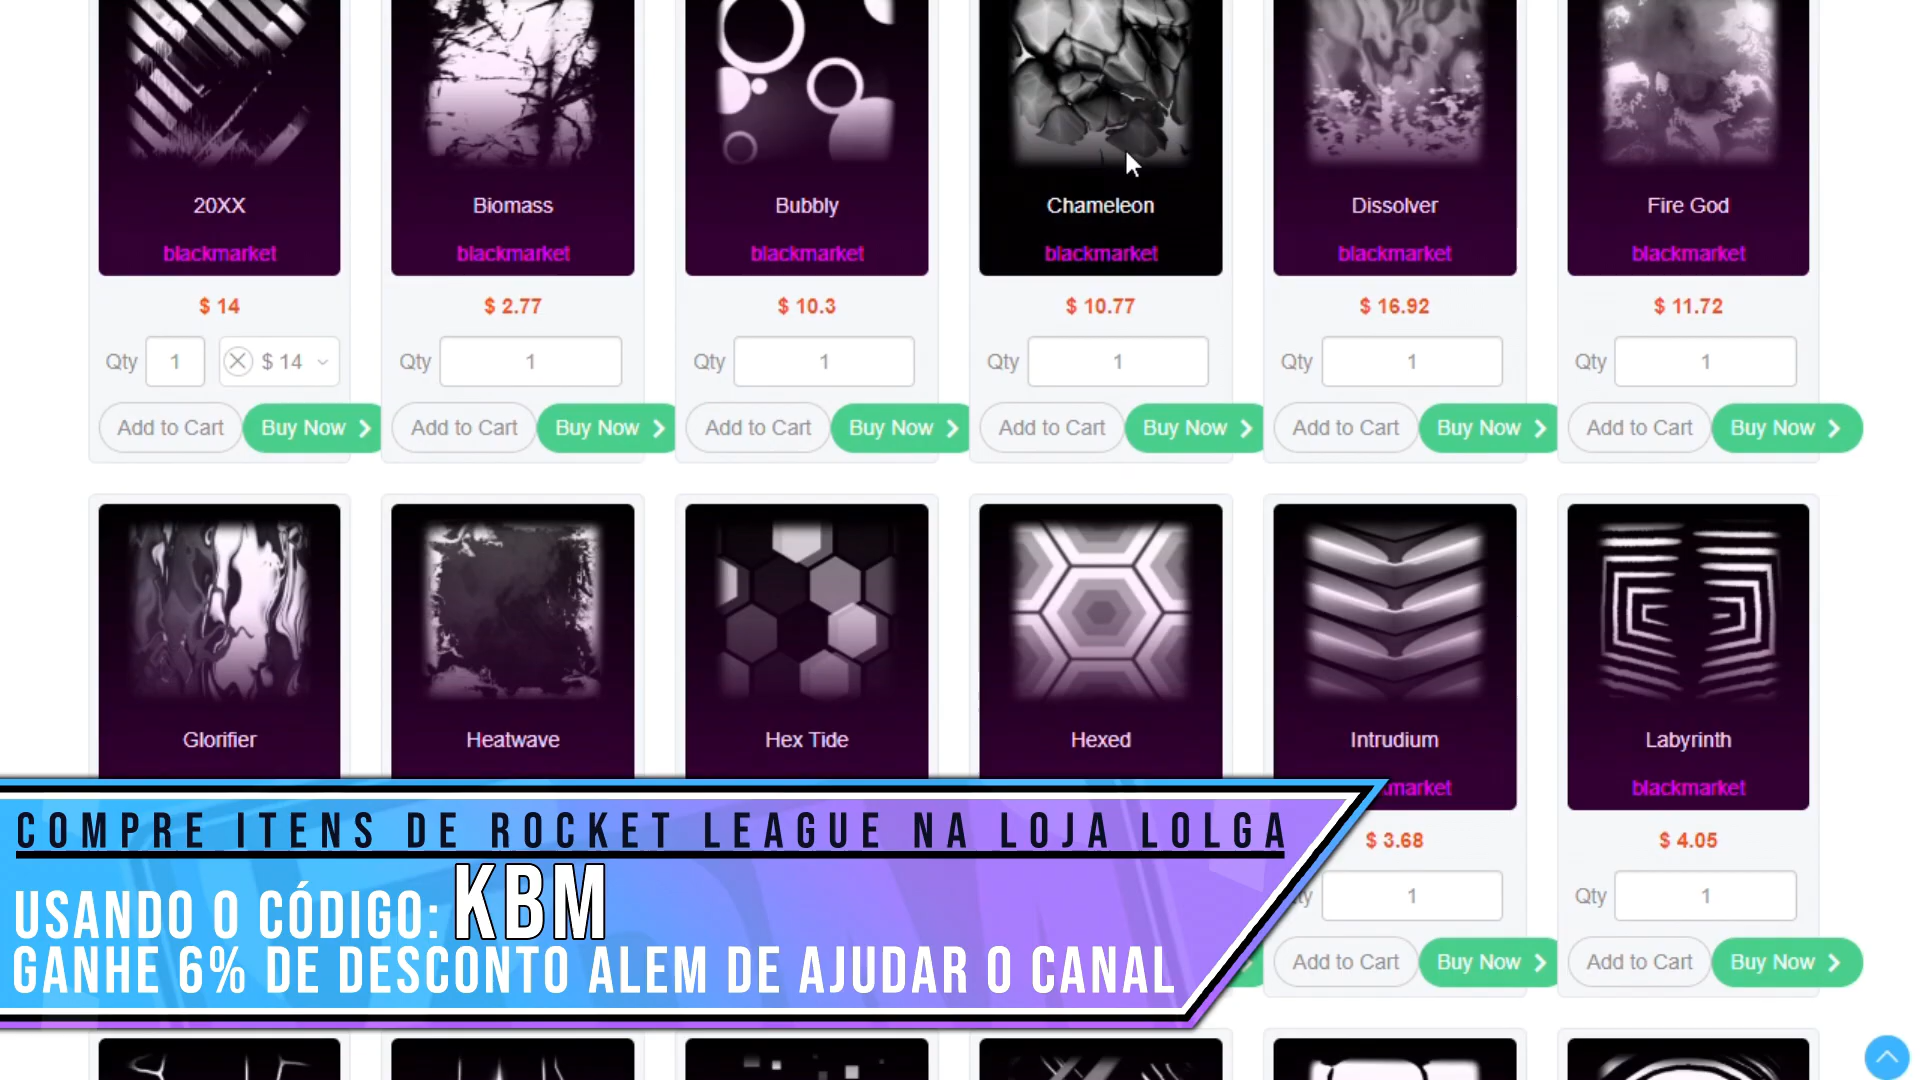 20XX
Biomass
Bubbly
Chameleon
Dissolver
Fire God
blackmarket
blackmarket
blackmarket
blackmarket
blackmarket
blackmarket
$ 14
$ 2.77
$ 10.3
$ 10.77
$ 16.92
$ 11.72
Qty 1 $ 14
Qty 1
Qty 1
Qty 1
Qty 1
Qty 1
Add to Cart Buy Now
Add to Cart Buy Now
Add to Cart Buy Now
Add to Cart Buy Now
Add to Cart Buy Now
Add to Cart Buy Now
Glorifier
Heatwave
Hex Tide
Hexed
Intrudium
Labyrinth
blackmarket
$ 3.68
$ 4.05
1
Qty 1
Add to Cart Buy Now
Add to Cart Buy Now
COMPRE ITENS DE ROCKET LEAGUE NA LOJA LOLGA
USANDO O CÓDIGO: KBM
GANHE 6% DE DESCONTO ALEM DE AJUDAR O CANAL